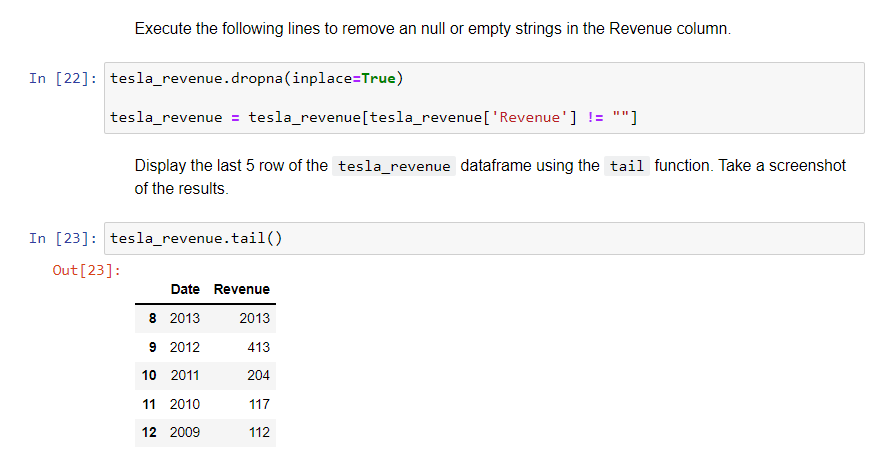 Execute the following lines to remove an null or empty strings in the Revenue column.
In [22]: tesla_revenue.dropna(inplace=True)
tesla_revenue = tesla_revenue[tesla_revenue['Revenue'] != ""]
Display the last 5 row of the tesla_revenue dataframe using the tail function. Take a screenshot
of the results.
In [23]: tesla_revenue.tail()
Out[23]:
Date Revenue
8 2013 2013
9 2012 413
10 2011 204
11 2010 117
12 2009 112